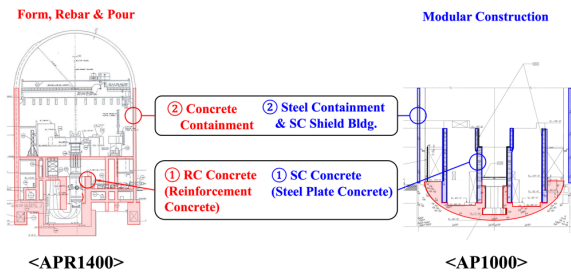 Form, Rebar & Pour
Modular Construction
② Concrete
Containment
② Steel Containment
& SC Shield Bldg.
① RC Concrete
(Reinforcement
Concrete)
① SC Concrete
(Steel Plate Concrete)
<APR1400>
<AP1000>